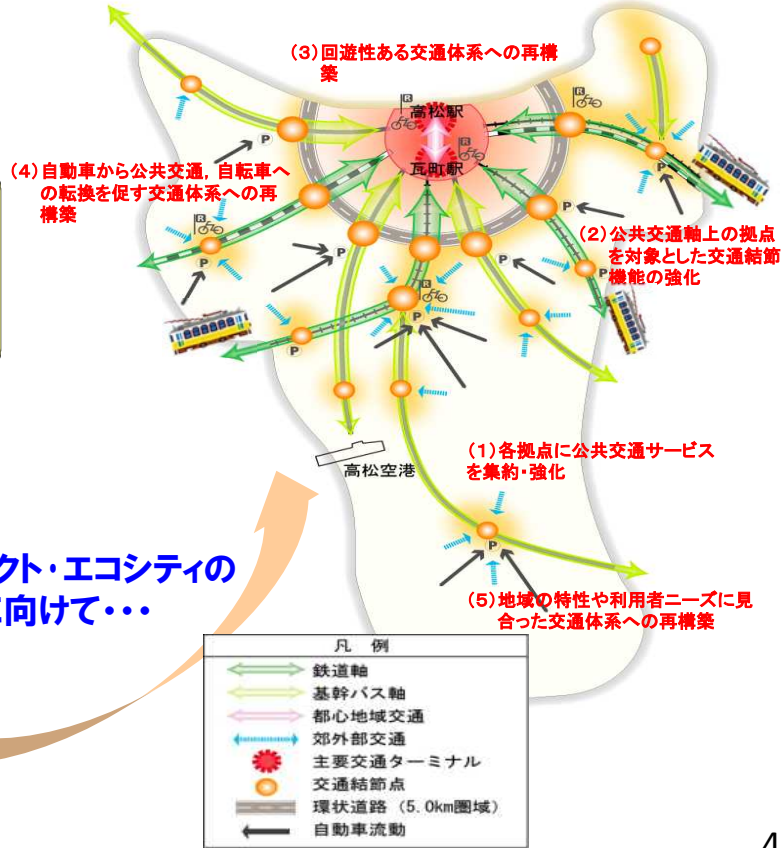 (3)回遊性ある交通体系への再構
築
R
高松駅
R
瓦町駅
R
P
(4)自動車から公共交通,自転車へ
の転換を促す交通体系への再
構築
P
R
P
P
(2)公共交通軸上の拠点
を対象とした交通結節
機能の強化
P
P
P
R
P
P
高松空港
(1)各拠点に公共交通サービス
を集約・強化
P
クト・エコシティの
に向けて・・・
(5)地域の特性や利用者ニーズに見
合った交通体系への再構築
凡 例
鉄道軸
基幹バス軸
都心地域交通
郊外部交通
主要交通ターミナル
交通結節点
環状道路 (5.0km圏域)
自動車流動
4